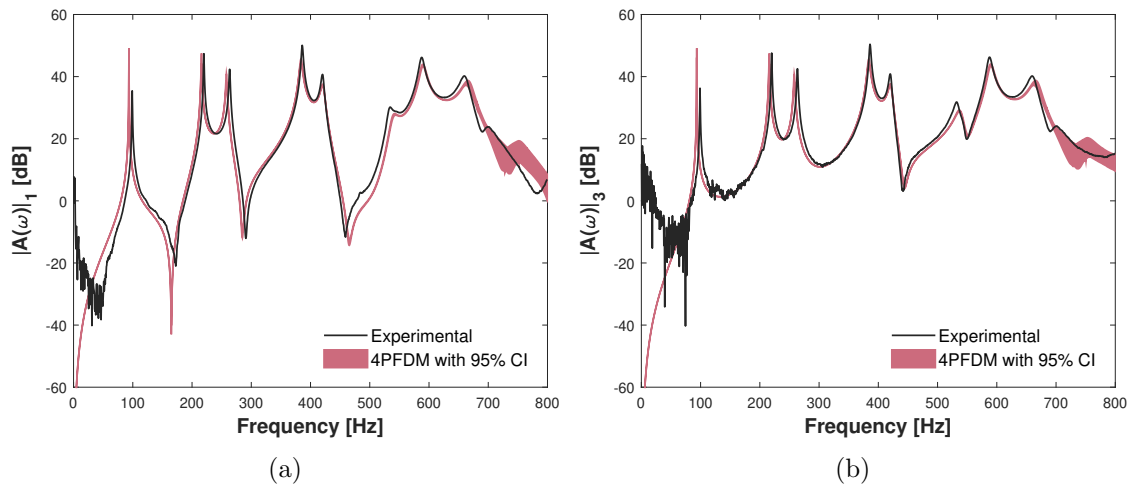 60
40
20
0
-20
-40
-60
|A(ω)|₁ [dB]
Experimental
4PFDM with 95% CI
0 100 200 300 400 500 600 700 800
Frequency [Hz]
(a)
60
40
20
0
-20
-40
-60
|A(ω)|₃ [dB]
Experimental
4PFDM with 95% CI
0 100 200 300 400 500 600 700 800
Frequency [Hz]
(b)